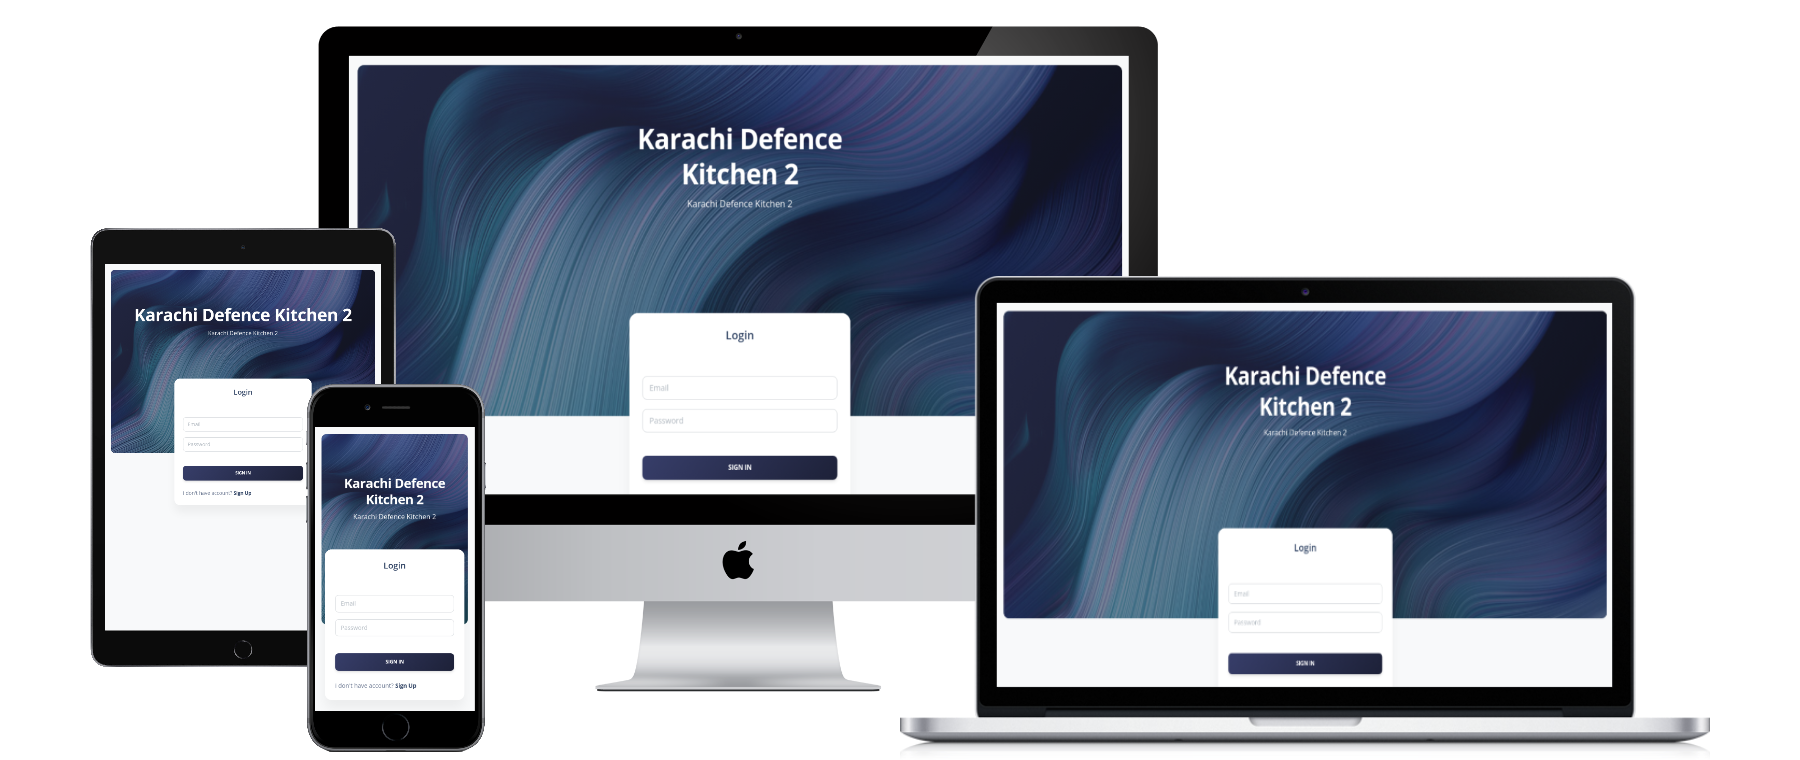 Karachi Defence
Kitchen 2
Karachi Defence Kitchen 2
Login
Email
Password
SIGN IN
Karachi Defence Kitchen 2
Karachi Defence Kitchen 2
Login
Email
Password
SIGN IN
I don't have account? Sign Up
Karachi Defence
Kitchen 2
Karachi Defence Kitchen 2
Login
Email
Password
SIGN IN
I don't have account? Sign Up
Karachi Defence
Kitchen 2
Karachi Defence Kitchen 2
Login
Email
Password
SIGN IN